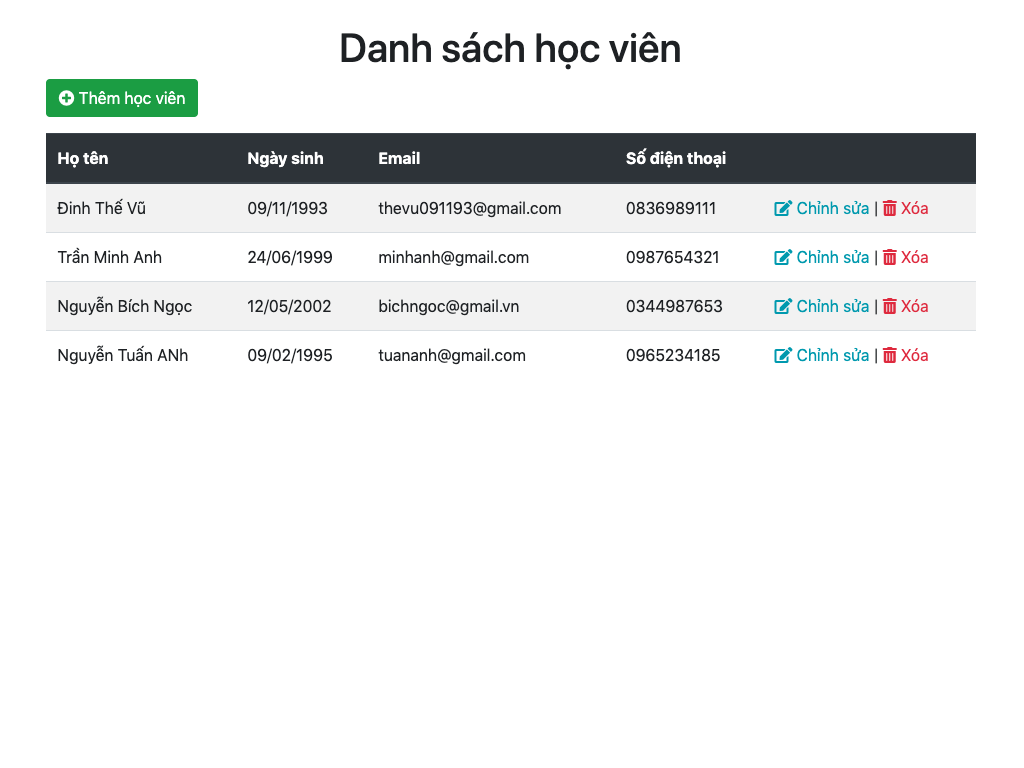 Danh sách học viên
Thêm học viên
Họ tên Ngày sinh Email Số điện thoại
Đinh Thế Vũ 09/11/1993 thevu091193@gmail.com 0836989111 Chỉnh sửa | Xóa
Trần Minh Anh 24/06/1999 minhanh@gmail.com 0987654321 Chỉnh sửa | Xóa
Nguyễn Bích Ngọc 12/05/2002 bichngoc@gmail.vn 0344987653 Chỉnh sửa | Xóa
Nguyễn Tuấn ANh 09/02/1995 tuananh@gmail.com 0965234185 Chỉnh sửa | Xóa